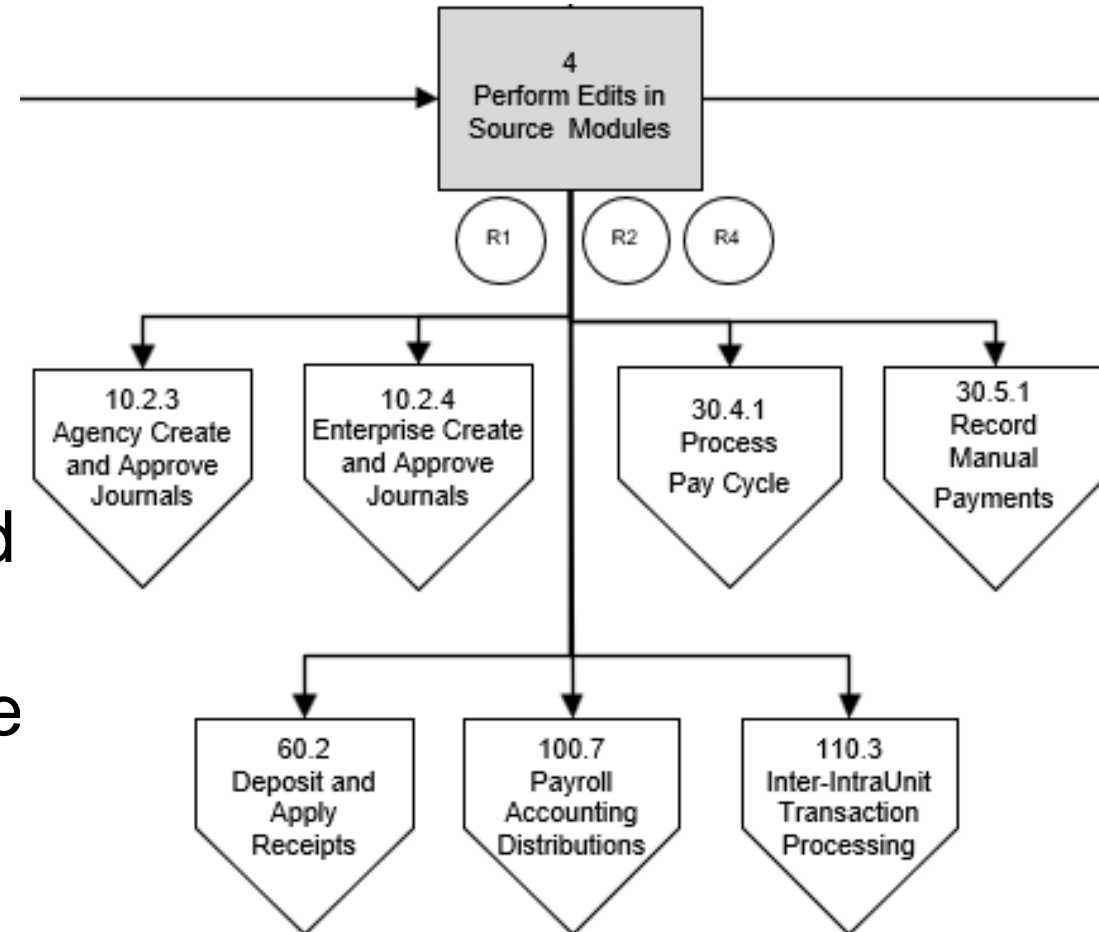 4
Perform Edits in
Source Modules
R1
R2
R4
10.2.3
Agency Create
and Approve
Journals
10.2.4
Enterprise Create
and Approve
Journals
30.4.1
Process
Pay Cycle
30.5.1
Record
Manual
Payments
d
e
60.2
Deposit and
Apply
Receipts
100.7
Payroll
Accounting
Distributions
110.3
Inter-IntraUnit
Transaction
Processing